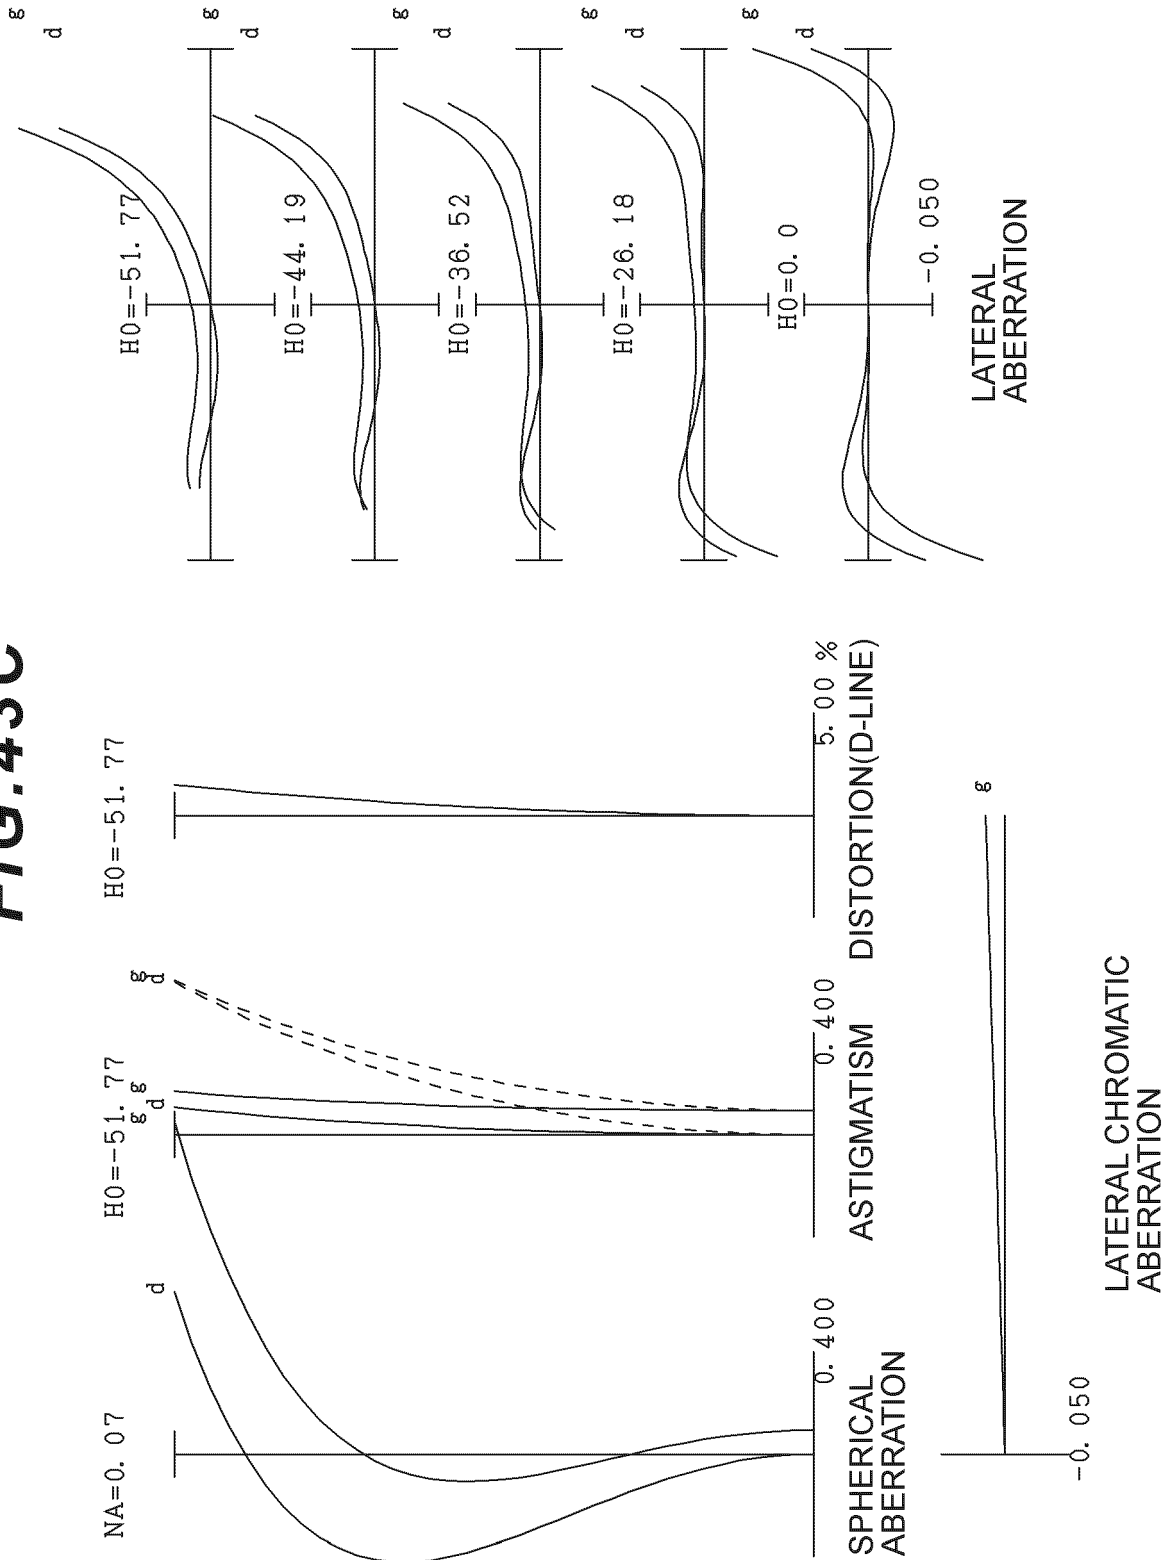 FIG.43C
NA=0.07
d
g
0.400
SPHERICAL
ABERRATION
H0=-51.77
d
g
g
d
0.400
ASTIGMATISM
H0=-51.77
5.00 %
DISTORTION(D-LINE)
g
-0.050
LATERAL CHROMATIC
ABERRATION
g
d
H0=-51.77
g
d
H0=-44.19
g
d
H0=-36.52
g
d
H0=-26.18
g
d
H0=0.0
-0.050
LATERAL
ABERRATION